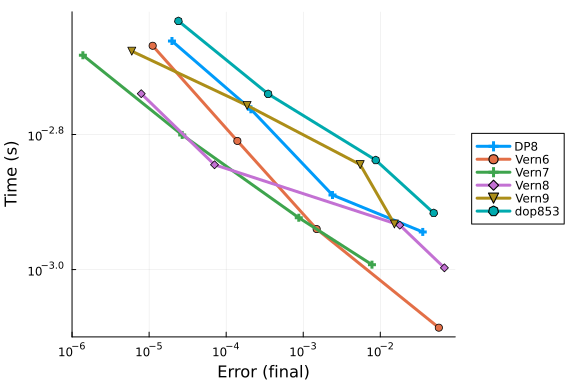 Time (s)
10^-2.8
10^-3.0
10^-6 10^-5 10^-4 10^-3 10^-2
Error (final)
DP8
Vern6
Vern7
Vern8
Vern9
dop853